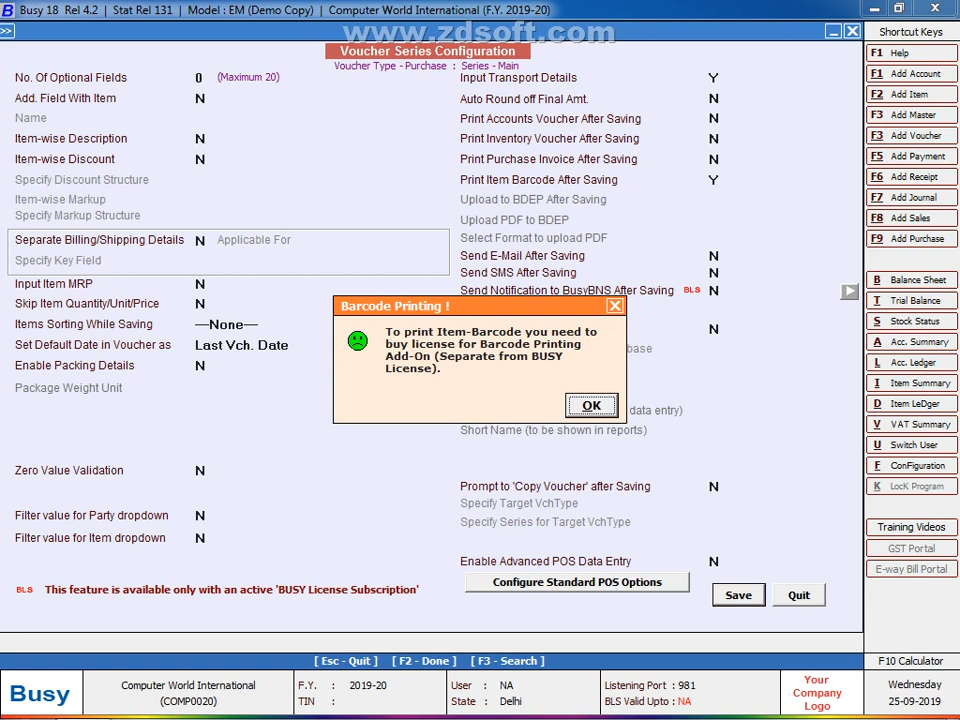 Busy 18 Rel 4.2 | Stat Rel 131 | Model : EM (Demo Copy) | Computer World International (F.Y. 2019-20)
www.zdsoft.com
>>
Voucher Series Configuration
Voucher Type - Purchase : Series - Main
No. Of Optional Fields 0 (Maximum 20)
Add. Field With Item N
Name
Item-wise Description N
Item-wise Discount N
Specify Discount Structure
Item-wise Markup
Specify Markup Structure
Separate Billing/Shipping Details N Applicable For
Specify Key Field
Input Item MRP N
Skip Item Quantity/Unit/Price N
Items Sorting While Saving —None—
Set Default Date in Voucher as Last Vch. Date
Enable Packing Details N
Package Weight Unit
Zero Value Validation N
Filter value for Party dropdown N
Filter value for Item dropdown N
BLS This feature is available only with an active 'BUSY License Subscription'
Input Transport Details Y
Auto Round off Final Amt. N
Print Accounts Voucher After Saving N
Print Inventory Voucher After Saving N
Print Purchase Invoice After Saving N
Print Item Barcode After Saving Y
Upload to BDEP After Saving
Upload PDF to BDEP
Select Format to upload PDF
Send E-Mail After Saving N
Send SMS After Saving N
Send Notification to BusyBNS After Saving BLS N
N
base
data entry)
Short Name (to be shown in reports)
Prompt to 'Copy Voucher' after Saving N
Specify Target VchType
Specify Series for Target VchType
Enable Advanced POS Data Entry N
Configure Standard POS Options
Save Quit
Barcode Printing !
To print Item-Barcode you need to
buy license for Barcode Printing
Add-On (Separate from BUSY
License).
OK
Shortcut Keys
F1 Help
F1 Add Account
F2 Add Item
F3 Add Master
F3 Add Voucher
F5 Add Payment
F6 Add Receipt
F7 Add Journal
F8 Add Sales
F9 Add Purchase
B Balance Sheet
T Trial Balance
S Stock Status
A Acc. Summary
L Acc. Ledger
I Item Summary
D Item LeDger
V VAT Summary
U Switch User
F ConFiguration
K LocK Program
Training Videos
GST Portal
E-way Bill Portal
[ Esc - Quit ] [ F2 - Done ] [ F3 - Search ]
F10 Calculator
Busy
Computer World International
(COMP0020)
F.Y. : 2019-20
TIN :
User : NA
State : Delhi
Listening Port : 981
BLS Valid Upto : NA
Your
Company
Logo
Wednesday
25-09-2019